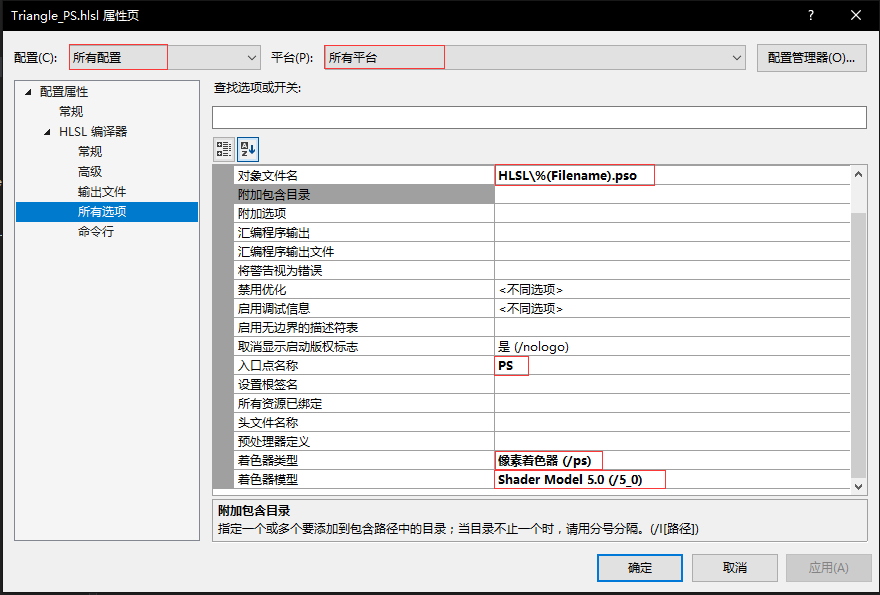 Triangle_PS.hlsl 属性页
配置(C): 所有配置 平台(P): 所有平台 配置管理器(O)...
配置属性
常规
HLSL 编译器
常规
高级
输出文件
所有选项
命令行
查找选项或开关:
对象文件名 HLSL\%(Filename).pso
附加包含目录
附加选项
汇编程序输出
汇编程序输出文件
将警告视为错误
禁用优化 <不同选项>
启用调试信息 <不同选项>
启用无边界的描述符表
取消显示启动版权标志 是 (/nologo)
入口点名称 PS
设置根签名
所有资源已绑定
头文件名称
预处理器定义
着色器类型 像素着色器 (/ps)
着色器模型 Shader Model 5.0 (/5_0)
附加包含目录
指定一个或多个要添加到包含路径中的目录；当目录不止一个时，请用分号分隔。(/I[路径])
确定 取消 应用(A)